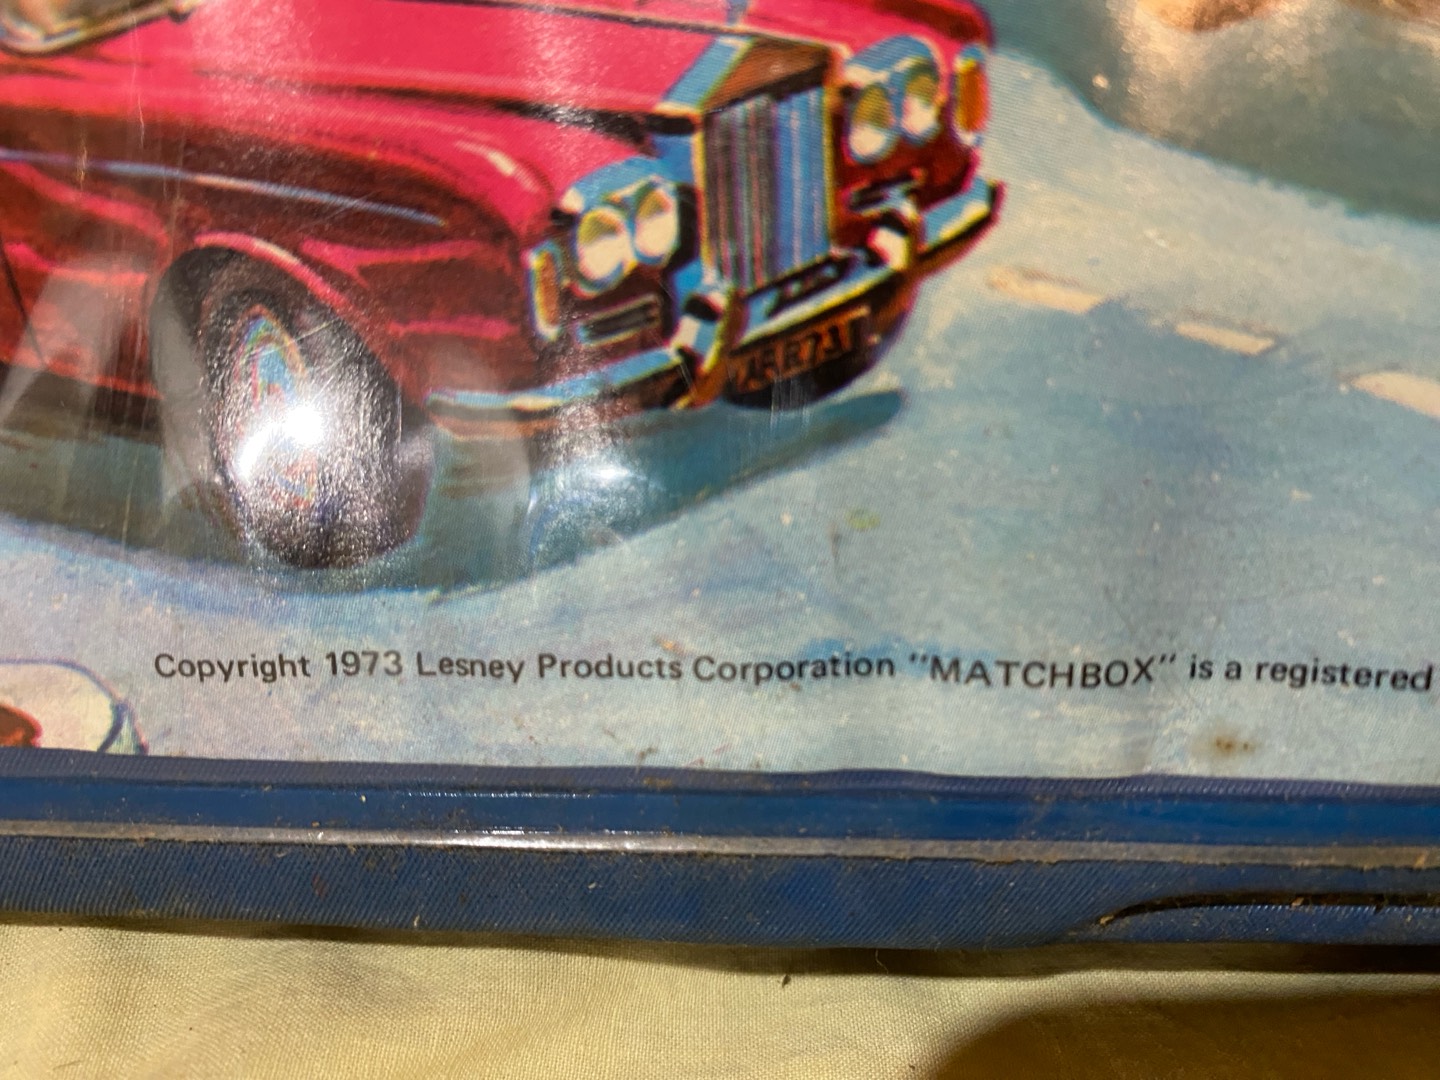 Copyright 1973 Lesney Products Corporation "MATCHBOX" is a registered